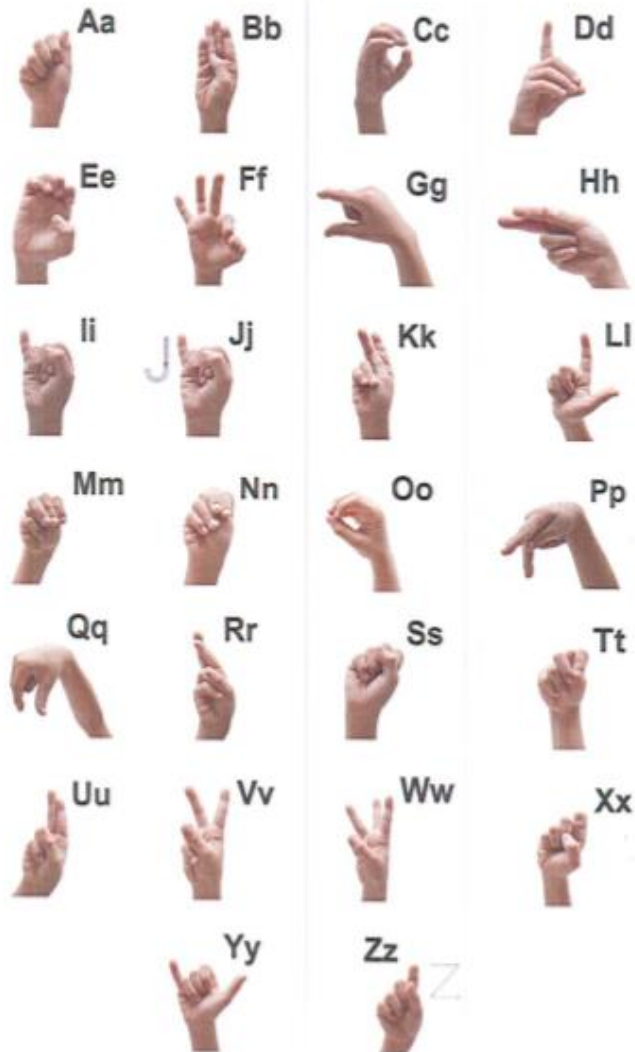 Aa Bb Cc Dd
Ee Ff Gg Hh
Ii J Jj Kk Ll
Mm Nn Oo Pp
Qq Rr Ss Tt
Uu Vv Ww Xx
Yy Zz Z